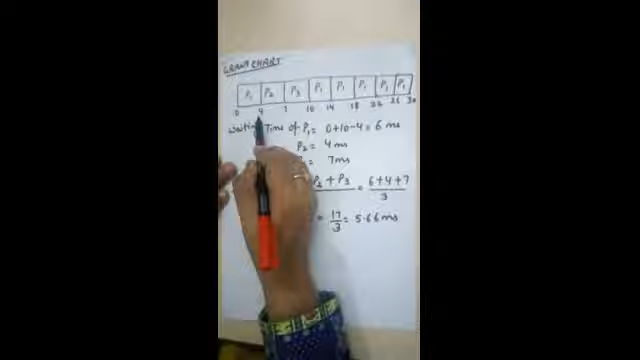 GRANTCHART
P1 P2 P3 P1 P1 P1 P1 P1
0 4 7 10 14 18 22 26 30
Waiting Time of P1 = 0+10-4 = 6 ms
P2 = 4 ms
= 7ms
P2 + P3 = 6+4+7
3
= 17/3 = 5.66 ms